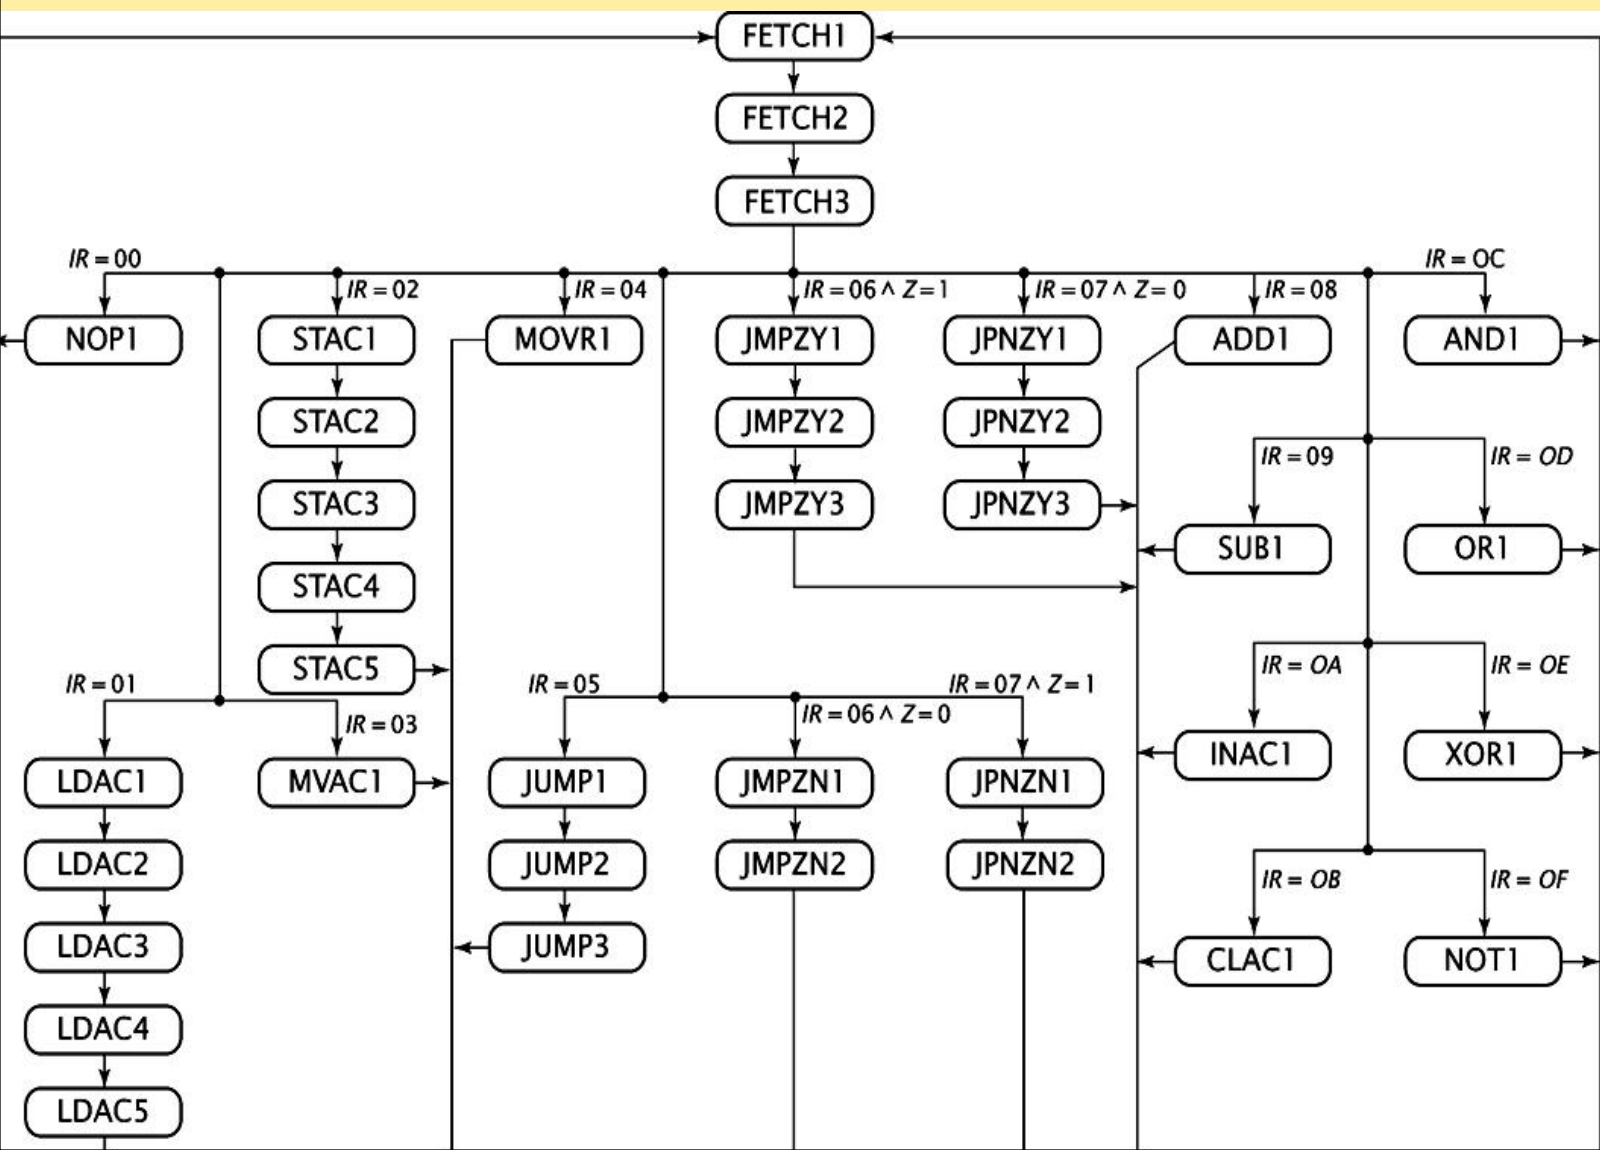 FETCH1
FETCH2
FETCH3
IR = 00
IR = OC
IR = 02
IR = 04
IR = 06 ∧ Z = 1
IR = 07 ∧ Z = 0
IR = 08
NOP1
STAC1
MOVR1
JMPZY1
JPNZY1
ADD1
AND1
STAC2
JMPZY2
JPNZY2
IR = 09
IR = OD
STAC3
JMPZY3
JPNZY3
SUB1
OR1
STAC4
STAC5
IR = OA
IR = OE
IR = 01
IR = 05
IR = 07 ∧ Z = 1
IR = 03
IR = 06 ∧ Z = 0
INAC1
XOR1
LDAC1
MVAC1
JUMP1
JMPZN1
JPNZN1
LDAC2
JUMP2
JMPZN2
JPNZN2
IR = OB
IR = OF
LDAC3
JUMP3
CLAC1
NOT1
LDAC4
LDAC5